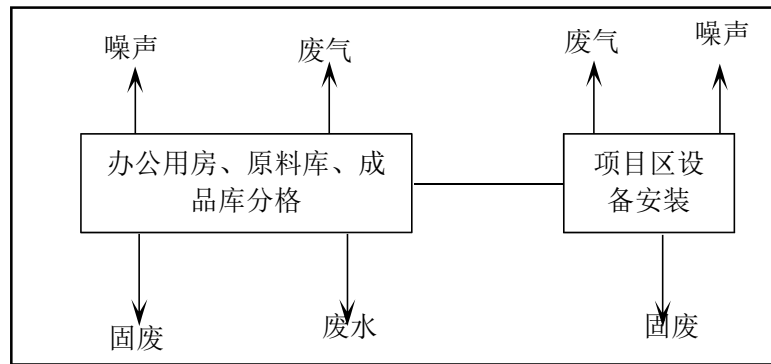 噪声
废气
废气
噪声
办公用房、原料库、成
品库分格
项目区设
备安装
固废
废水
固废